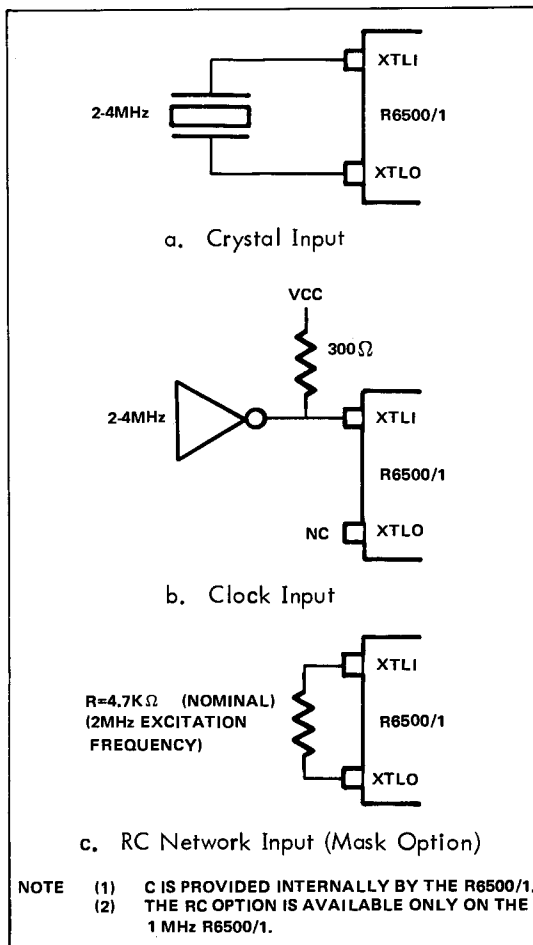 XTLI
2-4MHz
R6500/1
XTLO
a. Crystal Input
VCC
300Ω
2-4MHz
XTLI
R6500/1
NC
XTLO
b. Clock Input
XTLI
R=4.7KΩ (NOMINAL)
(2MHz EXCITATION
FREQUENCY)
R6500/1
XTLO
c. RC Network Input (Mask Option)
NOTE (1) C IS PROVIDED INTERNALLY BY THE R6500/1.
(2) THE RC OPTION IS AVAILABLE ONLY ON THE
1 MHz R6500/1.